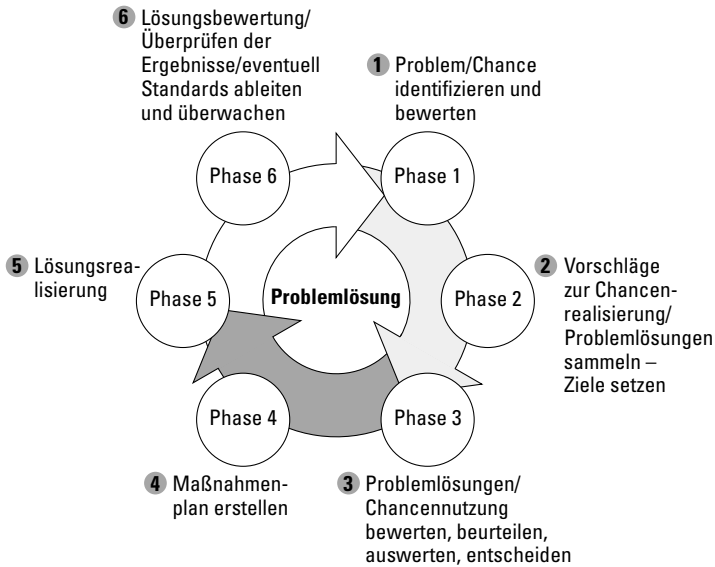 6 Lösungsbewertung/
Überprüfen der
Ergebnisse/eventuell
Standards ableiten
und überwachen
1 Problem/Chance
identifizieren und
bewerten
Phase 6
Phase 1
5 Lösungsrea-
lisierung
Phase 5
Problemlösung
Phase 2
2 Vorschläge
zur Chancen-
realisierung/
Problemlösungen
sammeln –
Ziele setzen
Phase 4
Phase 3
4 Maßnahmen-
plan erstellen
3 Problemlösungen/
Chancennutzung
bewerten, beurteilen,
auswerten, entscheiden